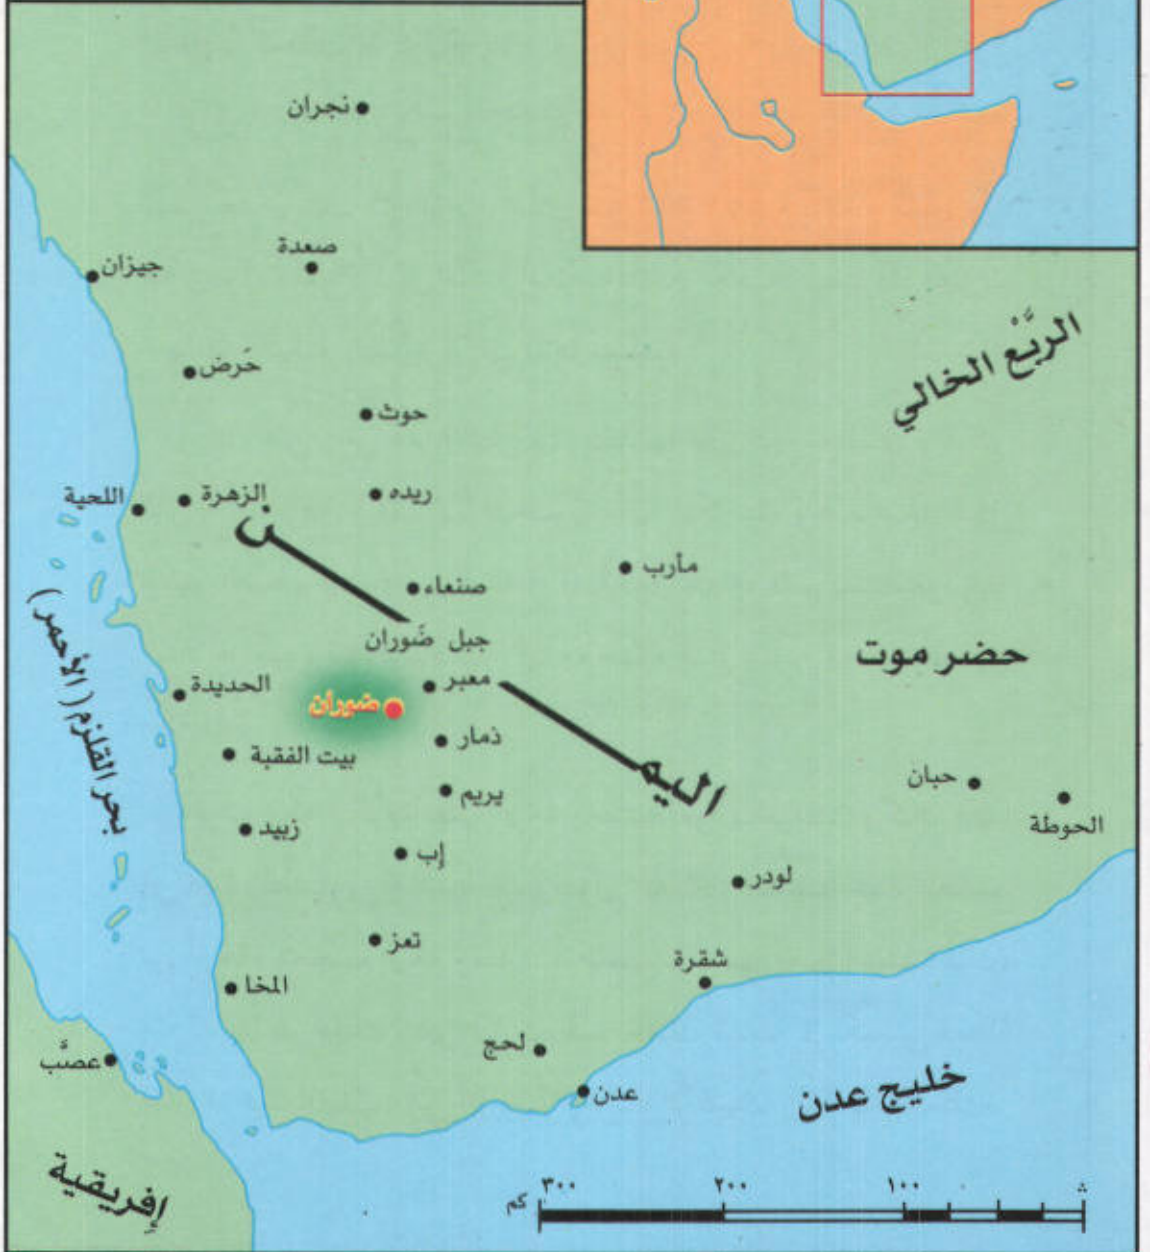 نجران
صعدة
جيزان
الرَّبْع الخالي
حَرض
حوث
ريده
الزهرة
اللحية
مأرب
صنعاء
جبل ضَوران
حضر موت
معبر
الحديدة
ضوران
اليمـــن
ذمار
بيت الفقبة
حبان
يريم
الحوطة
زبيد
إب
لودر
بحر القلزم ( الأحمر )
تعز
شقرة
المخا
لحج
عصَّب
عدن
خليج عدن
إفريقية
٣٠٠ ٢٠٠ ١٠٠
كم